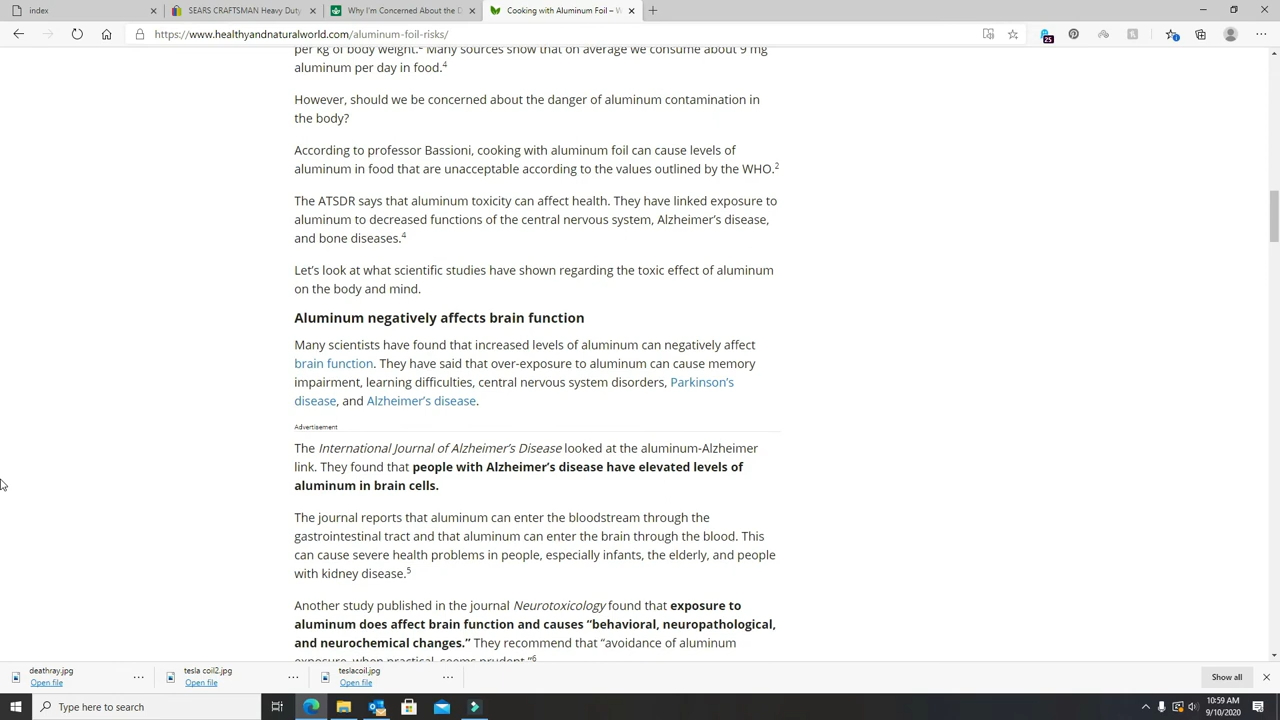 index
SEARS CRAFTSMAN Heavy Duty
Why I'm Concerned About the D
Cooking with Aluminum Foil – W
https://www.healthyandnaturalworld.com/aluminum-foil-risks/
25
per kg of body weight.² Many sources show that on average we consume about 9 mg
aluminum per day in food.⁴
However, should we be concerned about the danger of aluminum contamination in
the body?
According to professor Bassioni, cooking with aluminum foil can cause levels of
aluminum in food that are unacceptable according to the values outlined by the WHO.²
The ATSDR says that aluminum toxicity can affect health. They have linked exposure to
aluminum to decreased functions of the central nervous system, Alzheimer's disease,
and bone diseases.⁴
Let's look at what scientific studies have shown regarding the toxic effect of aluminum
on the body and mind.
Aluminum negatively affects brain function
Many scientists have found that increased levels of aluminum can negatively affect
brain function. They have said that over-exposure to aluminum can cause memory
impairment, learning difficulties, central nervous system disorders, Parkinson's
disease, and Alzheimer's disease.
Advertisement
The International Journal of Alzheimer's Disease looked at the aluminum-Alzheimer
link. They found that people with Alzheimer's disease have elevated levels of
aluminum in brain cells.
The journal reports that aluminum can enter the bloodstream through the
gastrointestinal tract and that aluminum can enter the brain through the blood. This
can cause severe health problems in people, especially infants, the elderly, and people
with kidney disease.⁵
Another study published in the journal Neurotoxicology found that exposure to
aluminum does affect brain function and causes "behavioral, neuropathological,
and neurochemical changes." They recommend that "avoidance of aluminum
exposure, when practical, seems prudent."⁶
deathray.jpg
Open file
tesla coil2.jpg
Open file
teslacoil.jpg
Open file
Show all
Type here to search
10:59 AM
9/10/2020